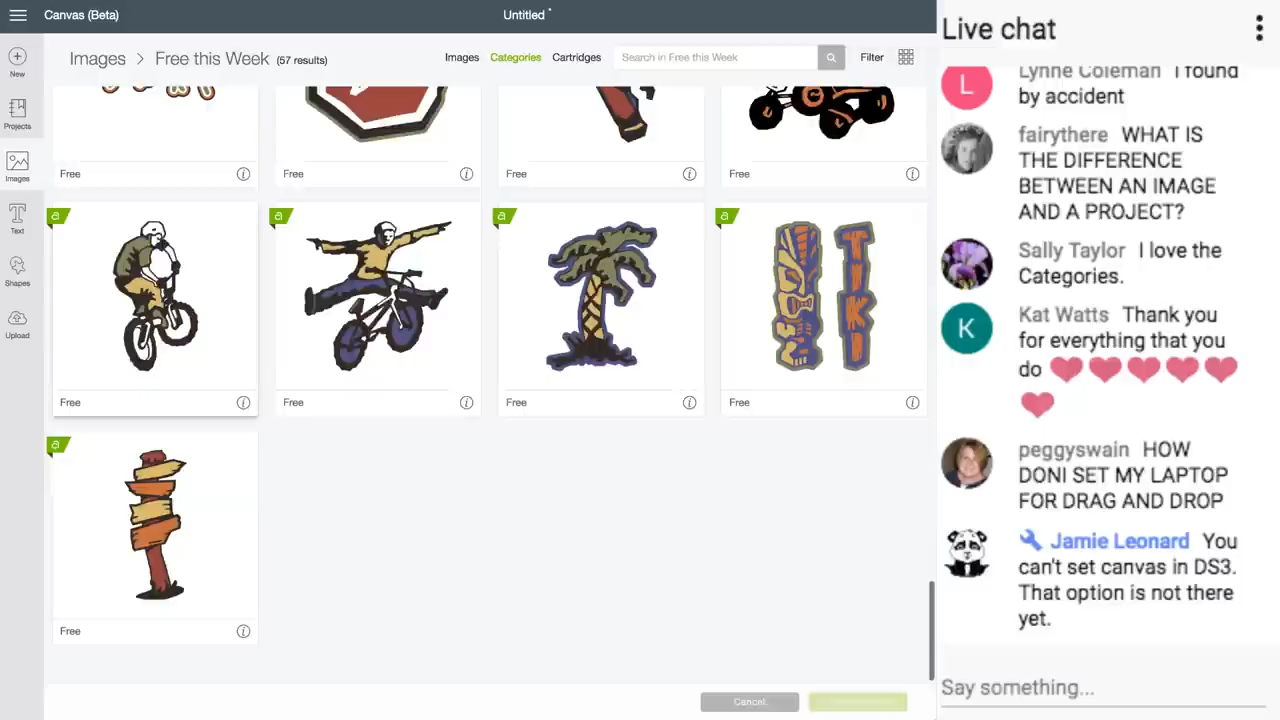 Canvas (Beta)
Untitled *
Images > Free this Week (57 results)
Images
Categories
Cartridges
Search in Free this Week
Filter
New
Projects
Images
Text
Shapes
Upload
Free
Free
Free
Free
a
a
a
a
TIKI
Free
Free
Free
Free
a
Free
Cancel
Live chat
L
Lynne Coleman I found
by accident
fairythere WHAT IS
THE DIFFERENCE
BETWEEN AN IMAGE
AND A PROJECT?
Sally Taylor I love the
Categories.
K
Kat Watts Thank you
for everything that you
do
peggyswain HOW
DONI SET MY LAPTOP
FOR DRAG AND DROP
Jamie Leonard You
can't set canvas in DS3.
That option is not there
yet.
Say something...